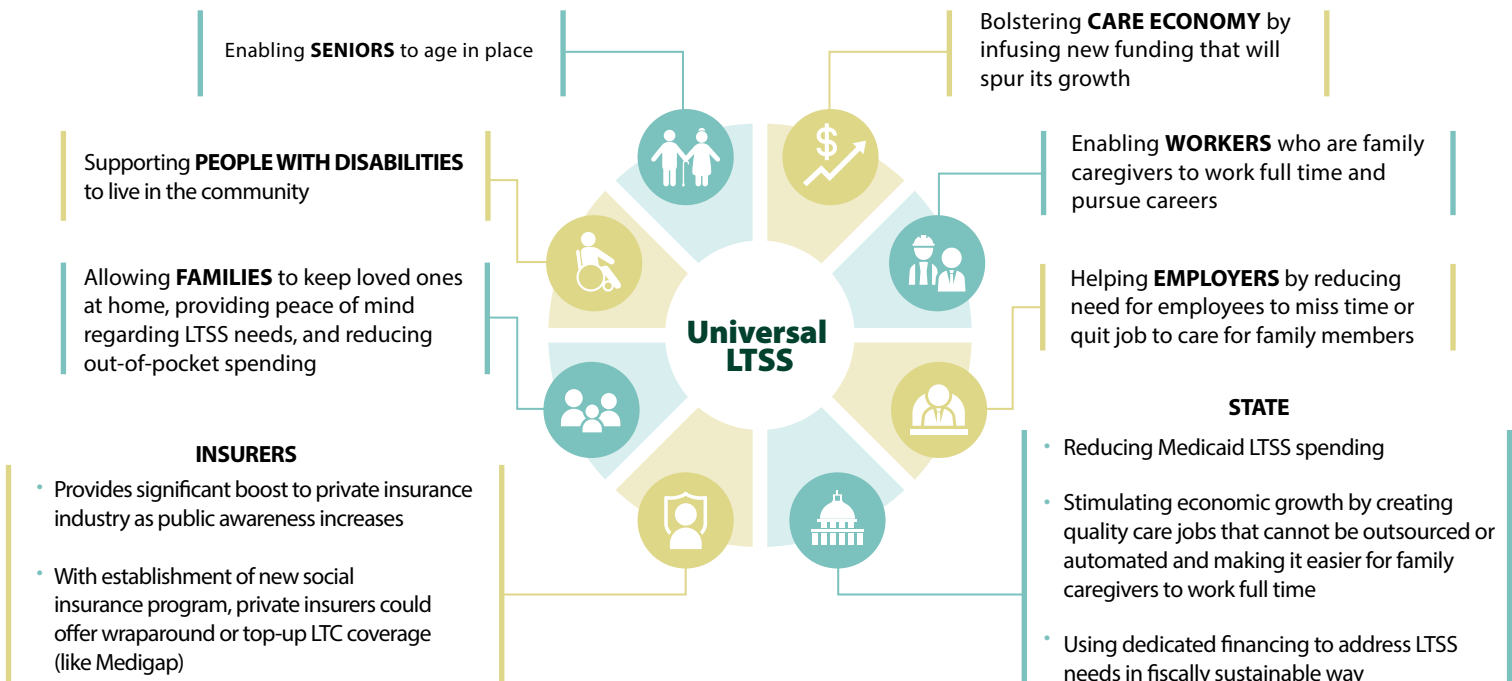 Enabling SENIORS to age in place
Supporting PEOPLE WITH DISABILITIES
to live in the community
Allowing FAMILIES to keep loved ones
at home, providing peace of mind
regarding LTSS needs, and reducing
out-of-pocket spending
INSURERS
• Provides significant boost to private insurance
industry as public awareness increases
• With establishment of new social
insurance program, private insurers could
offer wraparound or top-up LTC coverage
(like Medigap)
$
Universal
LTSS
Bolstering CARE ECONOMY by
infusing new funding that will
spur its growth
Enabling WORKERS who are family
caregivers to work full time and
pursue careers
Helping EMPLOYERS by reducing
need for employees to miss time or
quit job to care for family members
STATE
• Reducing Medicaid LTSS spending
• Stimulating economic growth by creating
quality care jobs that cannot be outsourced or
automated and making it easier for family
caregivers to work full time
• Using dedicated financing to address LTSS
needs in fiscally sustainable way